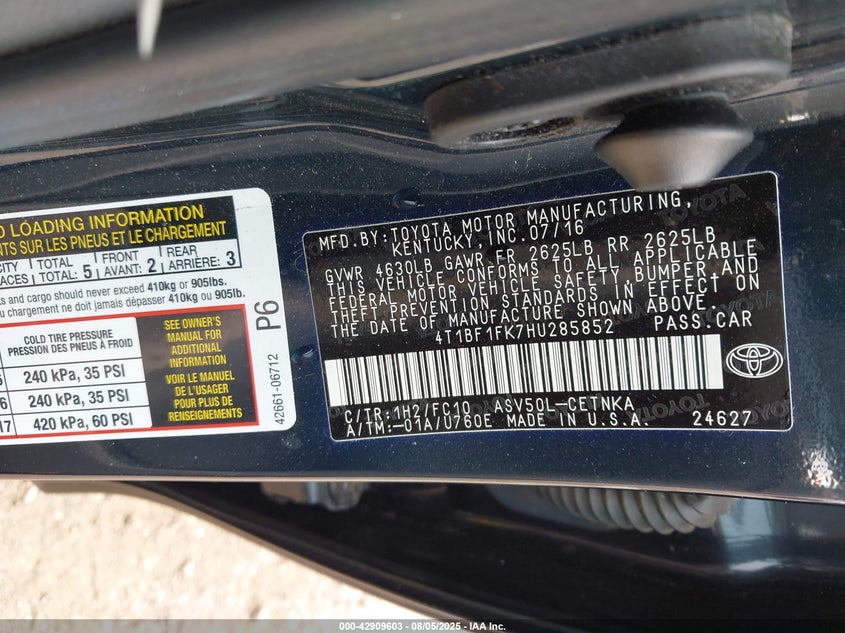 LOADING INFORMATION
SUR LES PNEUS ET LE CHARGEMENT
TOTAL FRONT REAR
TOTAL: 5 AVANT: 2 ARRIÈRE: 3
and cargo should never exceed 410kg or 905lbs.
chargement ne doit jamais dépasser 410kg ou 905lb.
COLD TIRE PRESSURE
PRESSION DES PNEUS À FROID
240 kPa, 35 PSI
240 kPa, 35 PSI
420 kPa, 60 PSI
SEE OWNER'S
MANUAL FOR
ADDITIONAL
INFORMATION
VOIR LE MANUEL
DE L'USAGER
POUR PLUS DE
RENSEIGNEMENTS
P6
42661-06712
MFD.BY:TOYOTA MOTOR MANUFACTURING,
KENTUCKY,INC.07/16
GVWR 4630LB GAWR FR 2625LB RR 2625LB
THIS VEHICLE CONFORMS TO ALL APPLICABLE
FEDERAL MOTOR VEHICLE SAFETY,BUMPER,AND
THEFT PREVENTION STANDARDS IN EFFECT ON
THE DATE OF MANUFACTURE SHOWN ABOVE.
4T1BF1FK7HU285852 PASS.CAR
TOYOTA
C/TR:1H2/FC10 ASV50L-CETNKA
A/TM:-01A/U760E MADE IN U.S.A. 24627
000-42909603 - 08/05/2025 - IAA Inc.